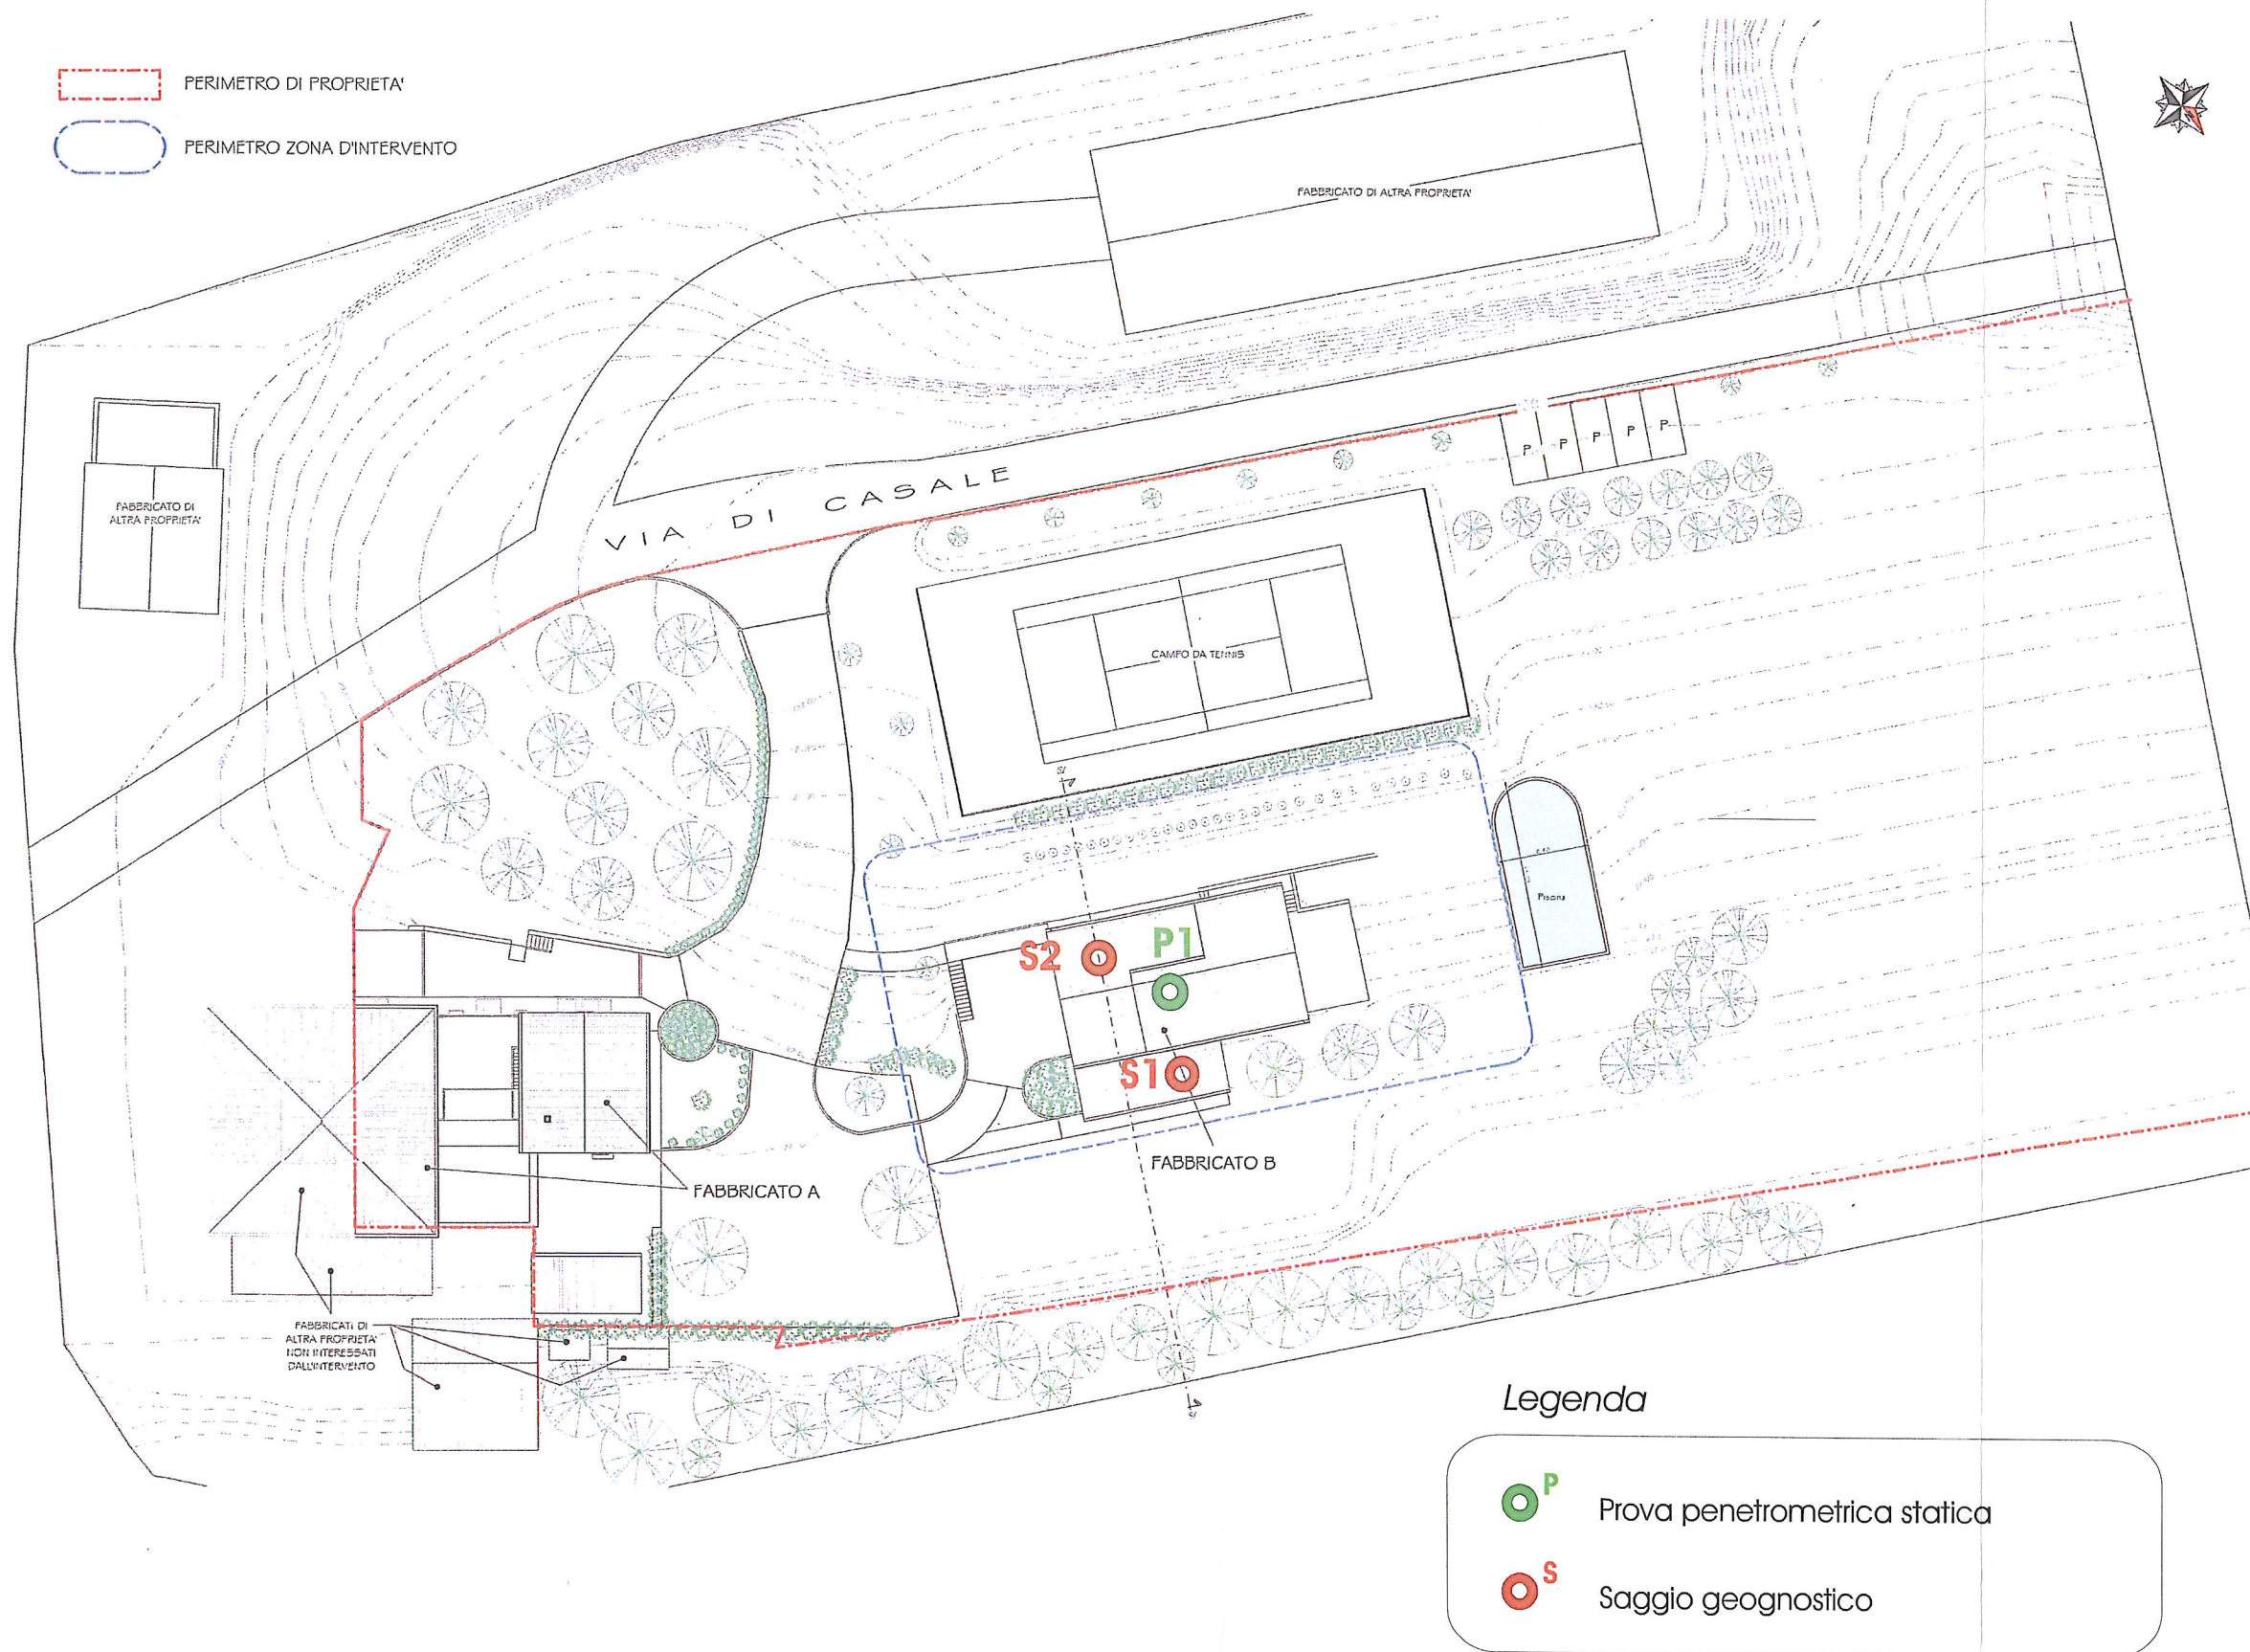 PERIMETRO DI PROPRIETA'
PERIMETRO ZONA D'INTERVENTO
FABBRICATO DI ALTRA PROPRIETA'
FABBRICATO DI
ALTRA PROPRIETA'
VIA DI CASALE
P P P P P
CAMPO DA TENNIS
Piscina
S2
P1
S1
FABBRICATO B
FABBRICATO A
FABBRICATI DI
ALTRA PROPRIETA'
NON INTERESSATI
DALL'INTERVENTO
Legenda
P
Prova penetrometrica statica
S
Saggio geognostico